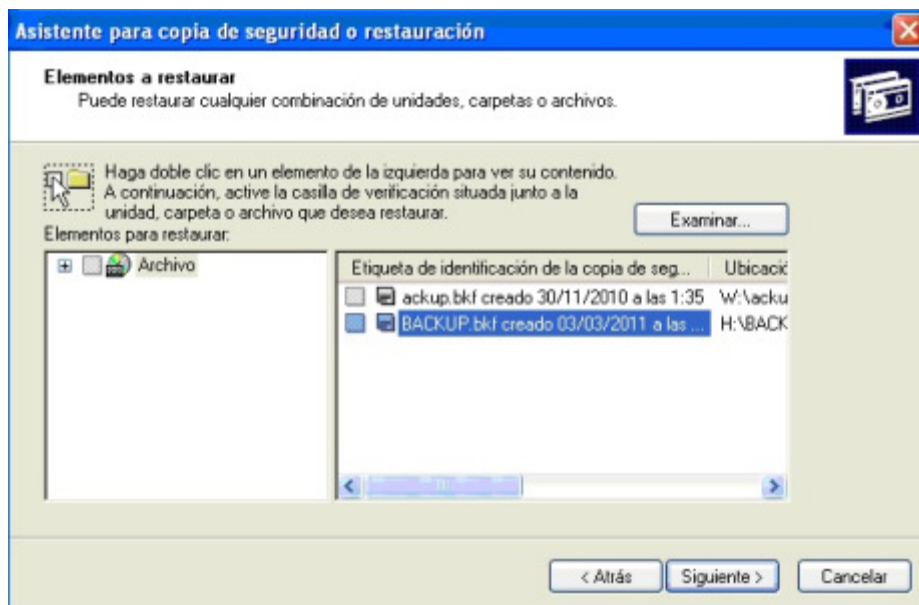 Asistente para copia de seguridad o restauración
Elementos a restaurar
Puede restaurar cualquier combinación de unidades, carpetas o archivos.
Haga doble clic en un elemento de la izquierda para ver su contenido.
A continuación, active la casilla de verificación situada junto a la
unidad, carpeta o archivo que desea restaurar.
Examinar...
Elementos para restaurar:
Archivo
Etiqueta de identificación de la copia de seg... Ubicació
ackup.bkf creado 30/11/2010 a las 1:35 W:\acku
BACKUP.bkf creado 03/03/2011 a las ... H:\BACK
< Atrás Siguiente > Cancelar